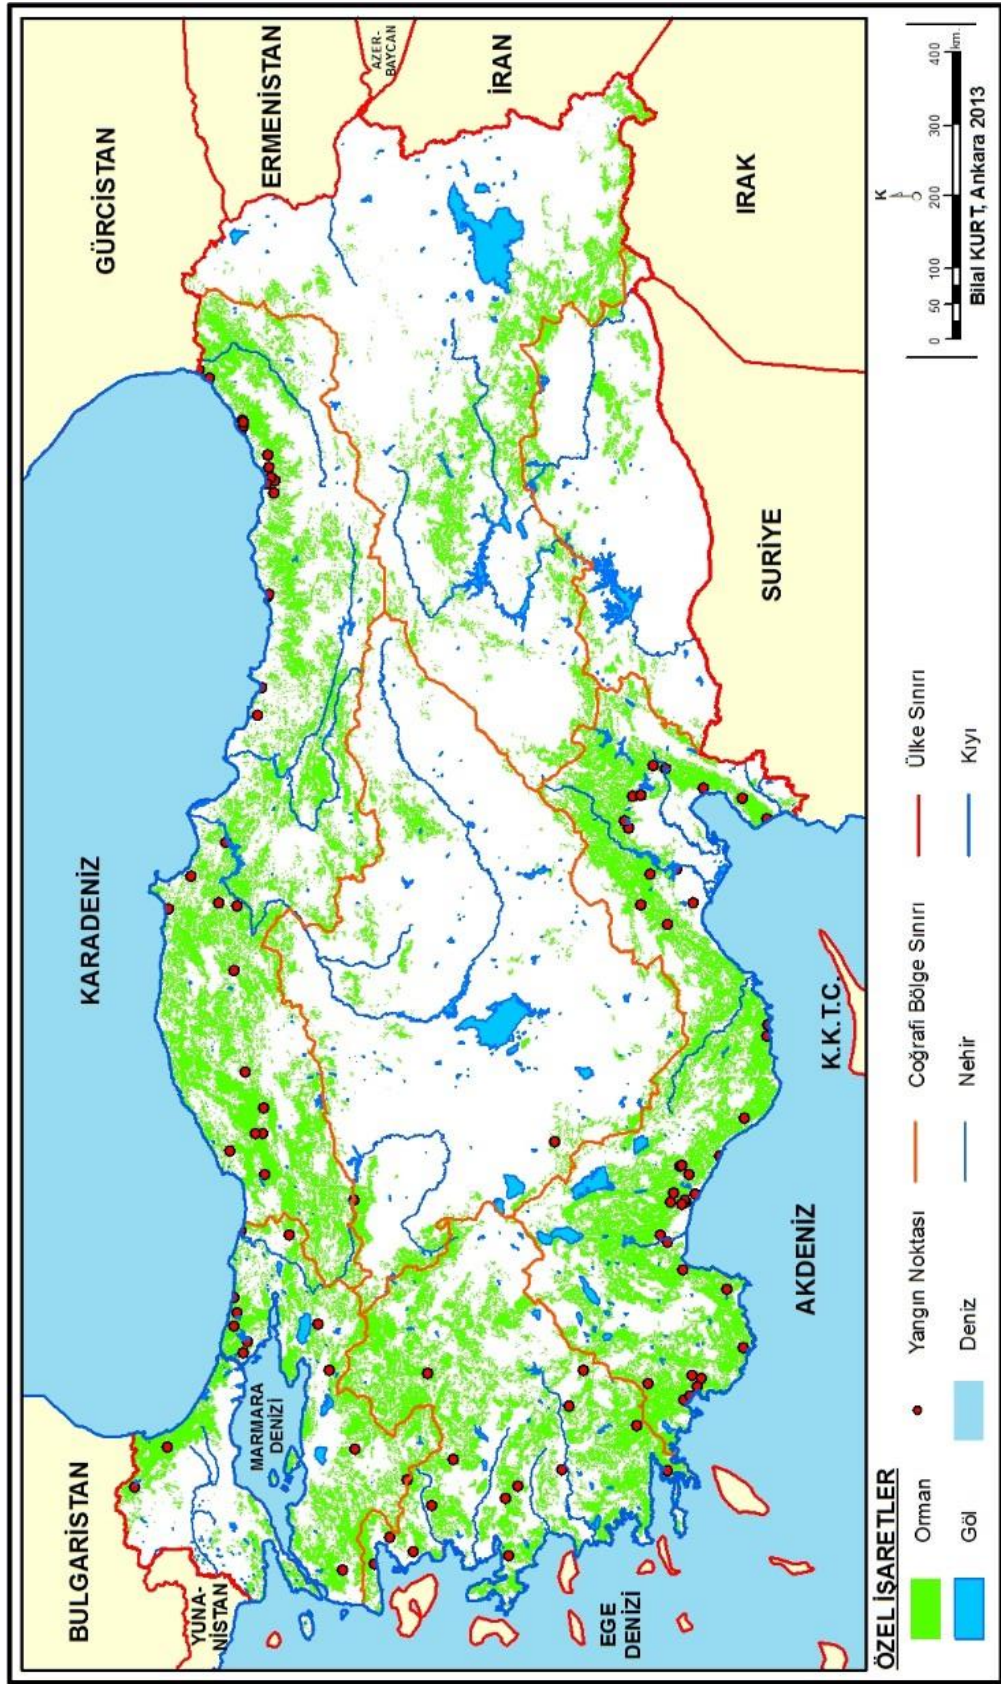 BULGARİSTAN
YUNA-
NİSTAN
KARADENİZ
GÜRCİSTAN
ERMENİSTAN
AZER-
BAYCAN
İRAN
MARMARA
DENİZİ
EGE
DENİZİ
AKDENİZ
K.K.T.C.
SURİYE
IRAK
ÖZEL İŞARETLER
Orman
Yangın Noktası
Coğrafi Bölge Sınırı
Ülke Sınırı
Göl
Deniz
Nehir
Kıyı
K
0 50 100 200 300 400
km.
Bilal KURT, Ankara 2013